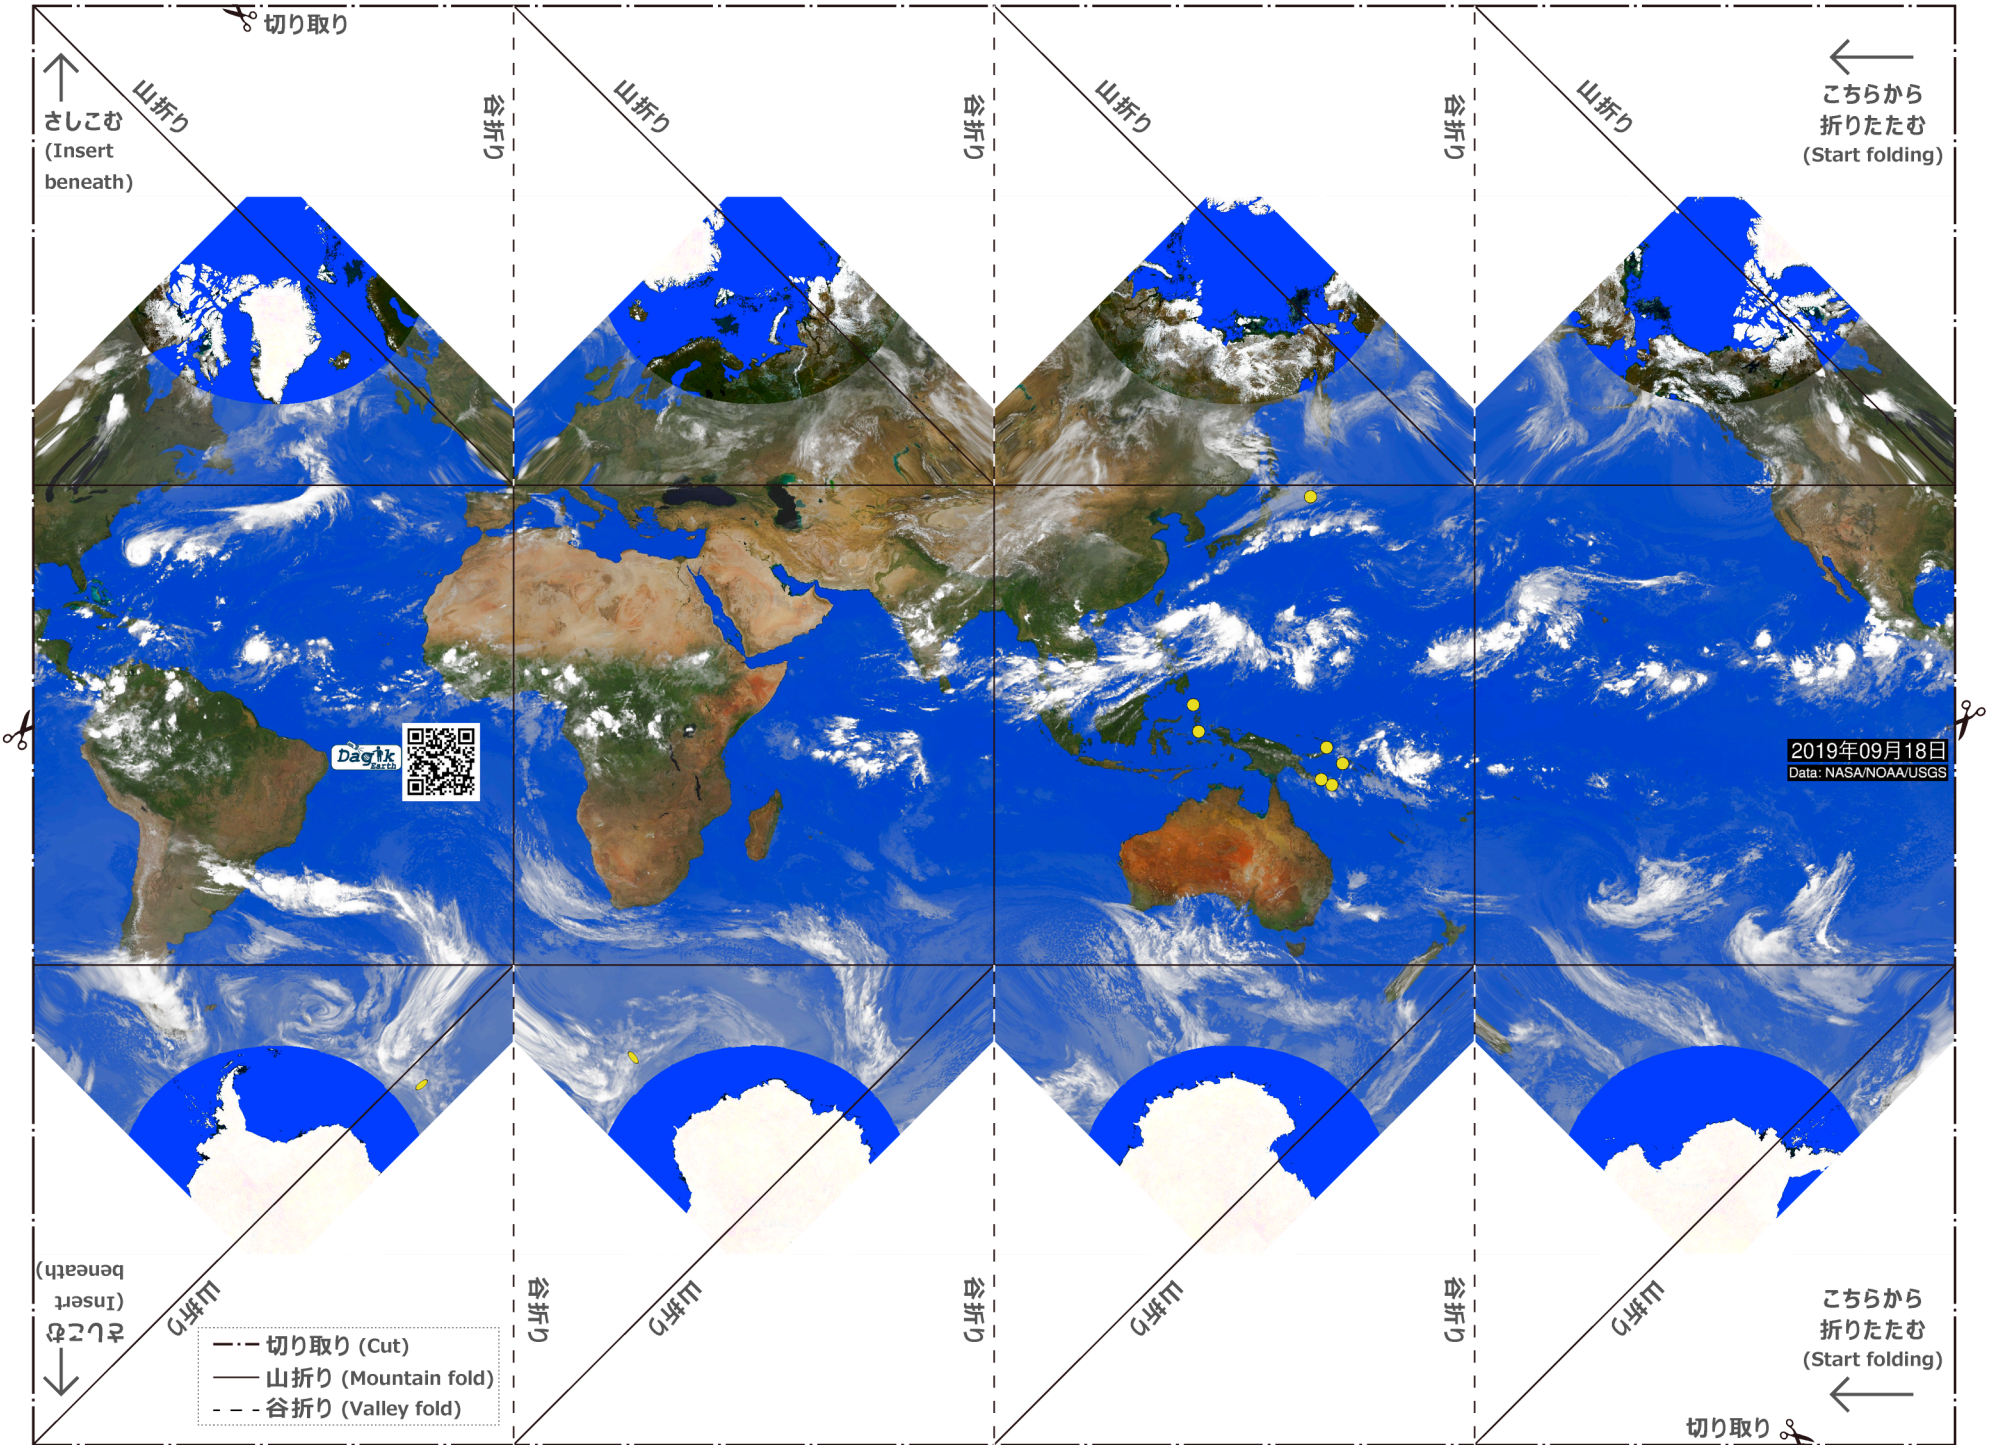 切り取り
さしこむ
(Insert
beneath)
山折り
谷折り
山折り
谷折り
山折り
谷折り
山折り
こちらから
折りたたむ
(Start folding)
Dagik
Earth
2019年09月18日
Data: NASA/NOAA/USGS
さしこむ
(Insert
beneath)
山折り
谷折り
山折り
谷折り
山折り
谷折り
山折り
こちらから
折りたたむ
(Start folding)
切り取り (Cut)
山折り (Mountain fold)
谷折り (Valley fold)
切り取り